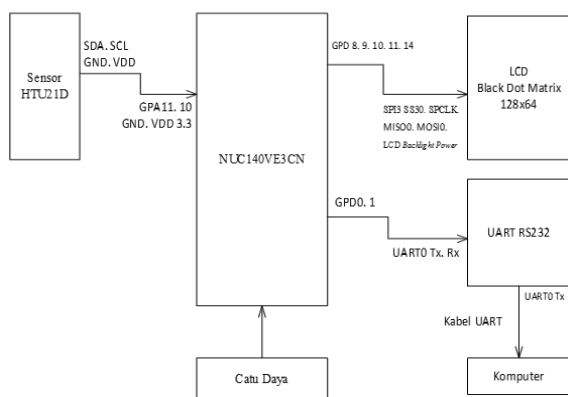 Sensor
HTU21D
SDA. SCL
GND. VDD
GPA11. 10
GND. VDD 3.3
NUC140VE3CN
GPD 8. 9. 10. 11. 14
SPI3 SS30. SPCLK.
MISO0. MOSI0.
LCD Backlight Power
LCD
Black Dot Matrix
128x64
GPD0. 1
UART0 Tx. Rx
UART RS232
UART0 Tx
Kabel UART
Komputer
Catu Daya